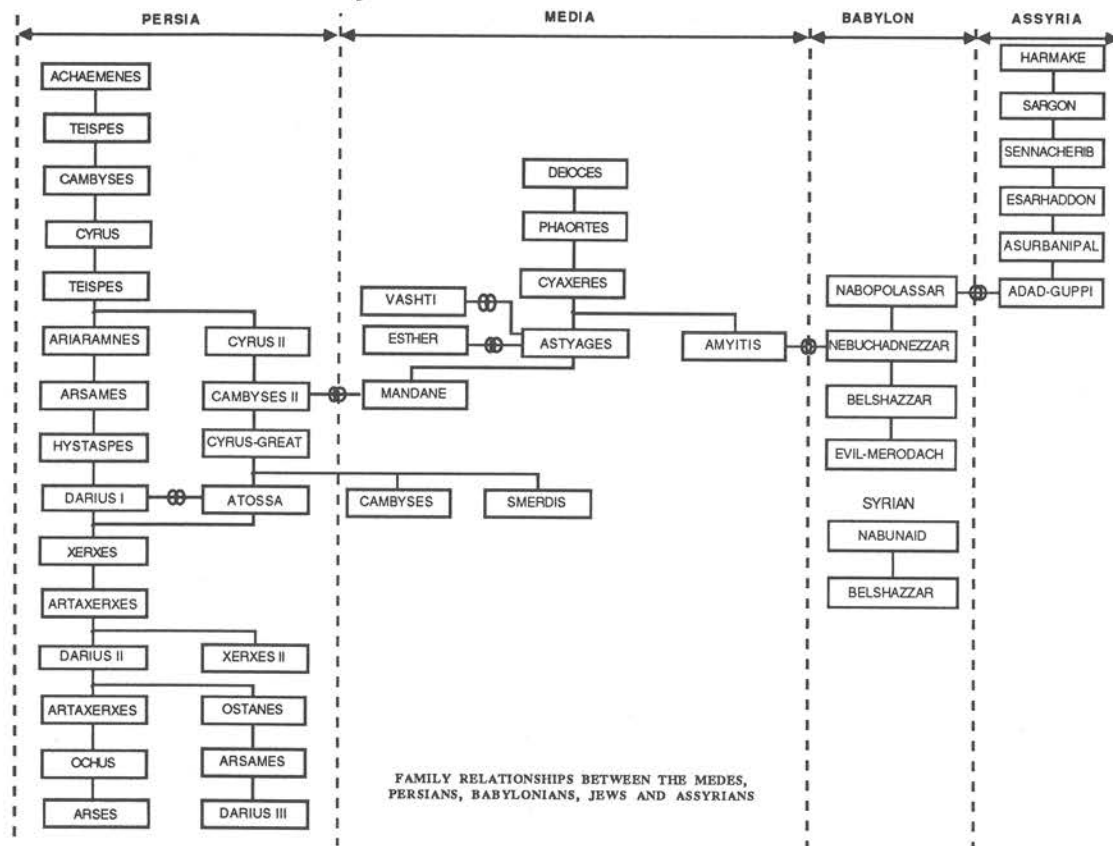 PERSIA
MEDIA
BABYLON
ASSYRIA
ACHAEMENES
TEISPES
CAMBYSES
CYRUS
TEISPES
ARIARAMNES
CYRUS II
ARSAMES
CAMBYSES II
HYSTASPES
CYRUS-GREAT
DARIUS I
ATOSSA
XERXES
ARTAXERXES
DARIUS II
XERXES II
ARTAXERXES
OSTANES
OCHUS
ARSAMES
ARSES
DARIUS III
DEIOCES
PHAORTES
CYAXERES
VASHTI
ESTHER
ASTYAGES
AMYITIS
MANDANE
CAMBYSES
SMERDIS
FAMILY RELATIONSHIPS BETWEEN THE MEDES,
PERSIANS, BABYLONIANS, JEWS AND ASSYRIANS
NABOPOLASSAR
NEBUCHADNEZZAR
BELSHAZZAR
EVIL-MERODACH
SYRIAN
NABUNAID
BELSHAZZAR
HARMAKE
SARGON
SENNACHERIB
ESARHADDON
ASURBANIPAL
ADAD-GUPPI